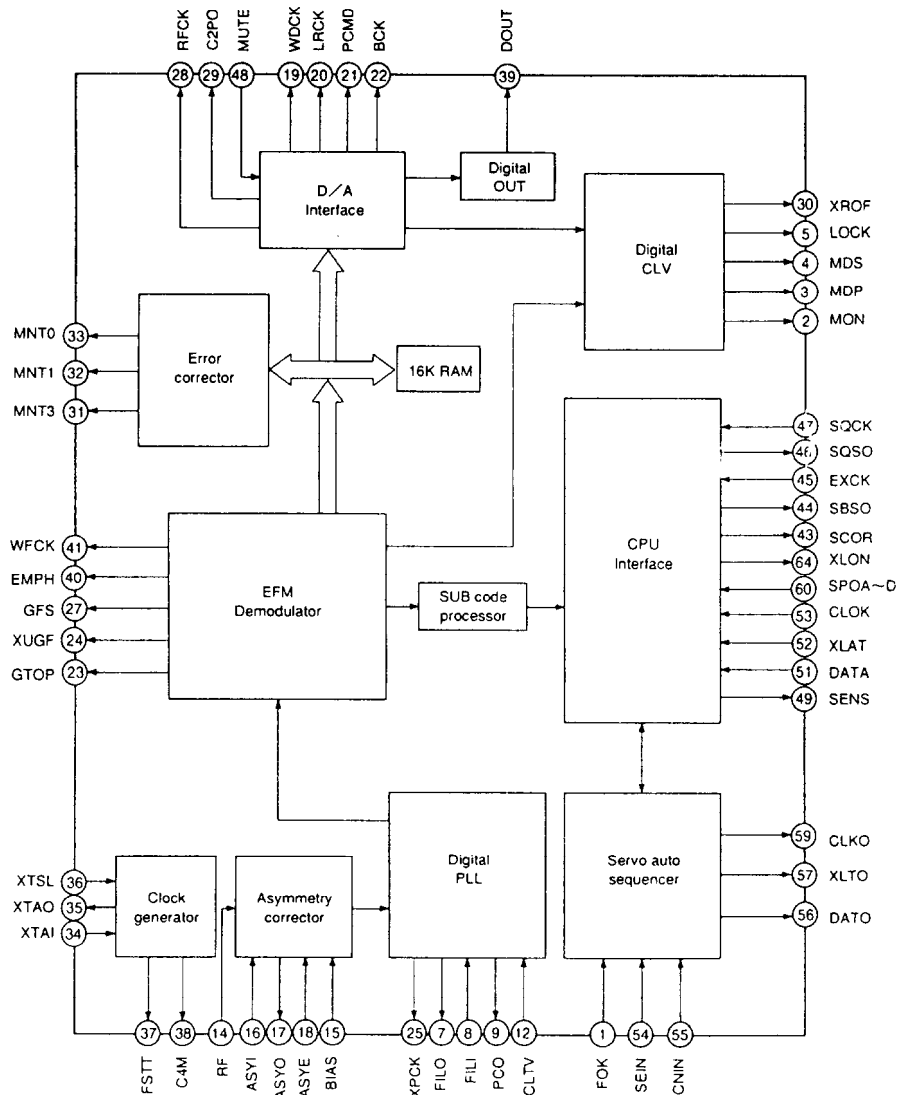 RFCK C2PO MUTE WDCK LRCK PCMD BCK DOUT
28 29 48 19 20 21 22 39
D/A
Interface
Digital
OUT
Digital
CLV
30 XROF
5 LOCK
4 MDS
3 MDP
2 MON
MNT0 33
MNT1 32
MNT3 31
Error
corrector
16K RAM
47 SQCK
46 SQSO
45 EXCK
44 SBSO
43 SCOR
64 XLON
60 SPOA~D
53 CLOK
52 XLAT
51 DATA
49 SENS
CPU
Interface
WFCK 41
EMPH 40
GFS 27
XUGF 24
GTOP 23
EFM
Demodulator
SUB code
processor
Digital
PLL
Servo auto
sequencer
59 CLKO
57 XLTO
56 DATO
XTSL 36
XTAO 35
XTAI 34
Clock
generator
Asymmetry
corrector
37 38 14 16 17 18 15 25 7 8 9 12 1 54 55
FSTT C4M RF ASYI ASYO ASYE BIAS XPCK FILO FILI PCO CLTV FOK SEIN CNIN